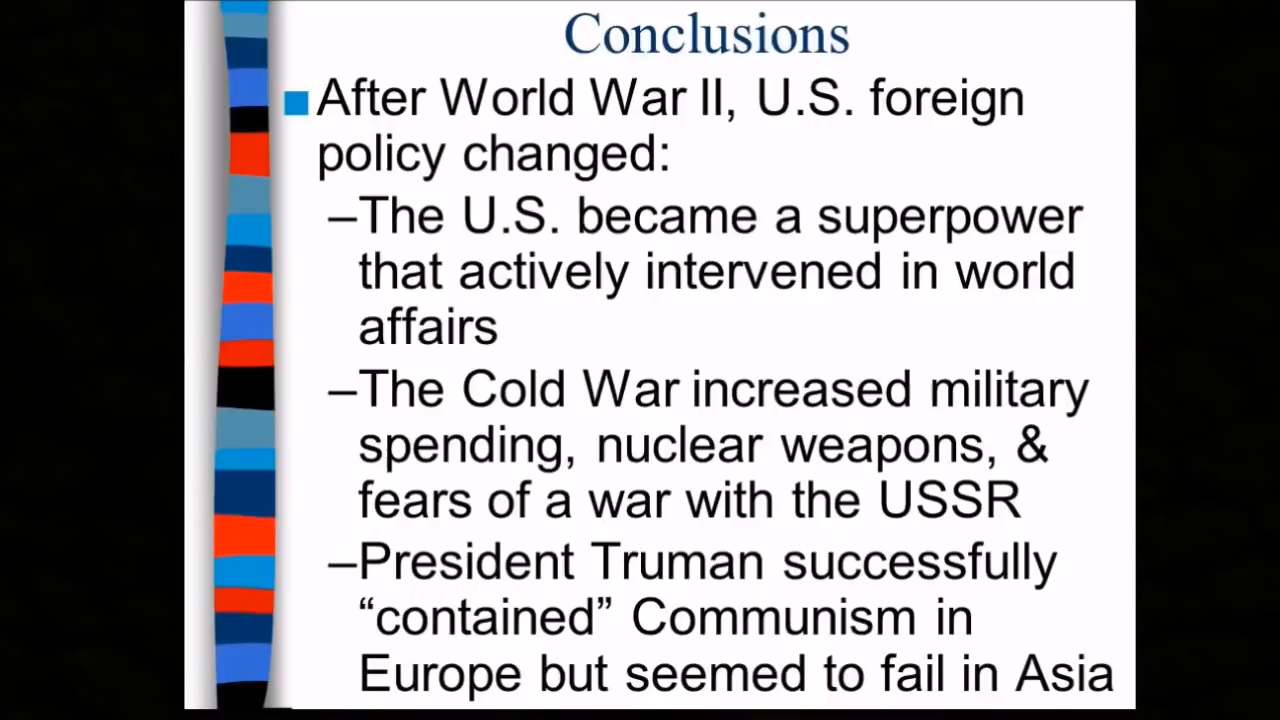 Conclusions
■After World War II, U.S. foreign
policy changed:
–The U.S. became a superpower
that actively intervened in world
affairs
–The Cold War increased military
spending, nuclear weapons, &
fears of a war with the USSR
–President Truman successfully
“contained” Communism in
Europe but seemed to fail in Asia